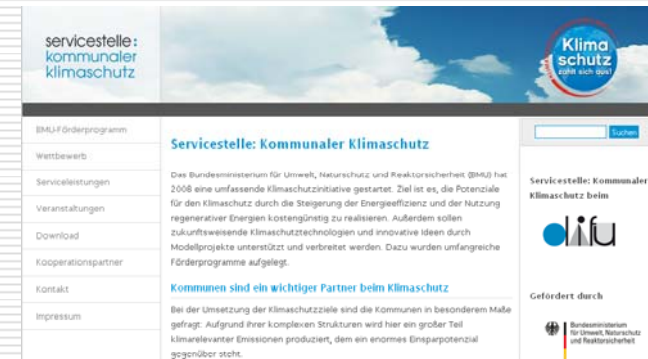 servicestelle:
kommunaler
klimaschutz
Klima
schutz
zahlt sich aus!
BMU-Förderprogramm
Wettbewerb
Serviceleistungen
Veranstaltungen
Download
Kooperationspartner
Kontakt
Impressum
Servicestelle: Kommunaler Klimaschutz
Das Bundesministerium für Umwelt, Naturschutz und Reaktorsicherheit (BMU) hat
2008 eine umfassende Klimaschutzinitiative gestartet. Ziel ist es, die Potenziale
für den Klimaschutz durch die Steigerung der Energieeffizienz und der Nutzung
regenerativer Energien kostengünstig zu realisieren. Außerdem sollen
zukunftsweisende Klimaschutztechnologien und innovative Ideen durch
Modellprojekte unterstützt und verbreitet werden. Dazu wurden umfangreiche
Förderprogramme aufgelegt.
Kommunen sind ein wichtiger Partner beim Klimaschutz
Bei der Umsetzung der Klimaschutzziele sind die Kommunen in besonderem Maße
gefragt: Aufgrund ihrer komplexen Strukturen wird hier ein großer Teil
klimarelevanter Emissionen produziert, dem ein enormes Einsparpotenzial
gegenüber steht.
Suchen
Servicestelle: Kommunaler
Klimaschutz beim
difu
Gefördert durch
Bundesministerium
für Umwelt, Naturschutz
und Reaktorsicherheit